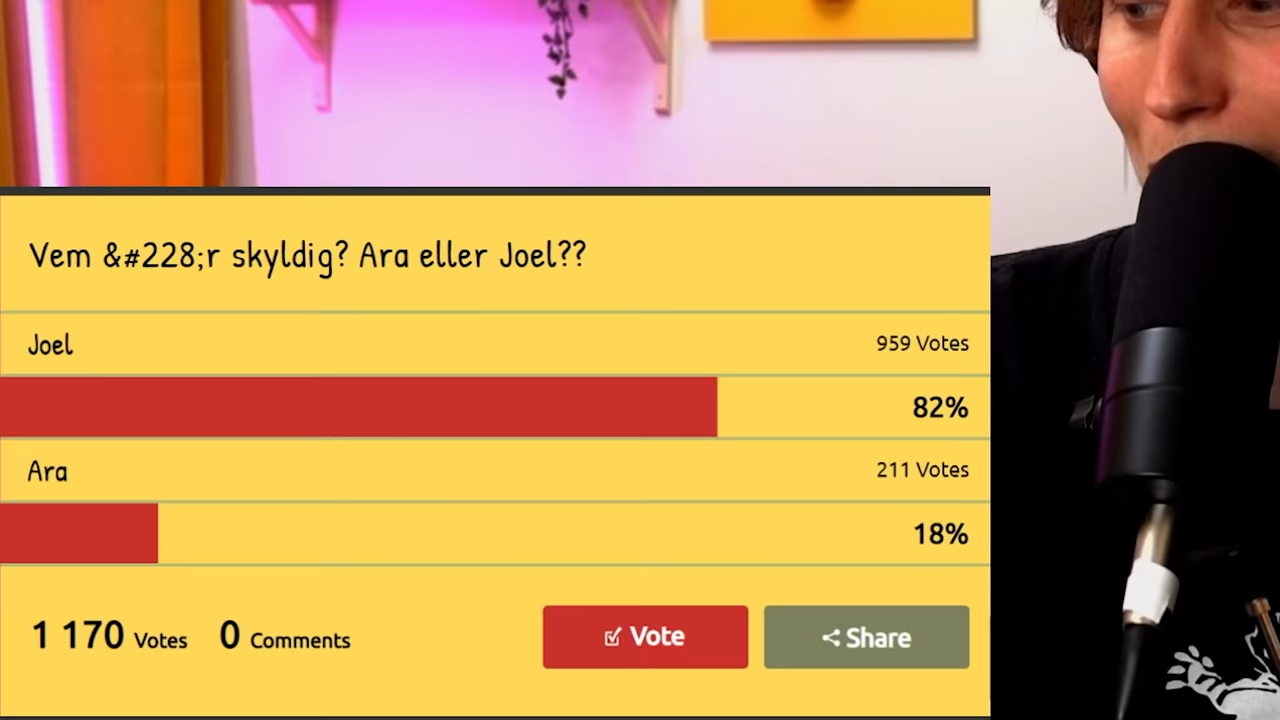 Vem &#228;r skyldig? Ara eller Joel??
Joel
959 Votes
82%
Ara
211 Votes
18%
1 170 Votes 0 Comments
Vote
Share